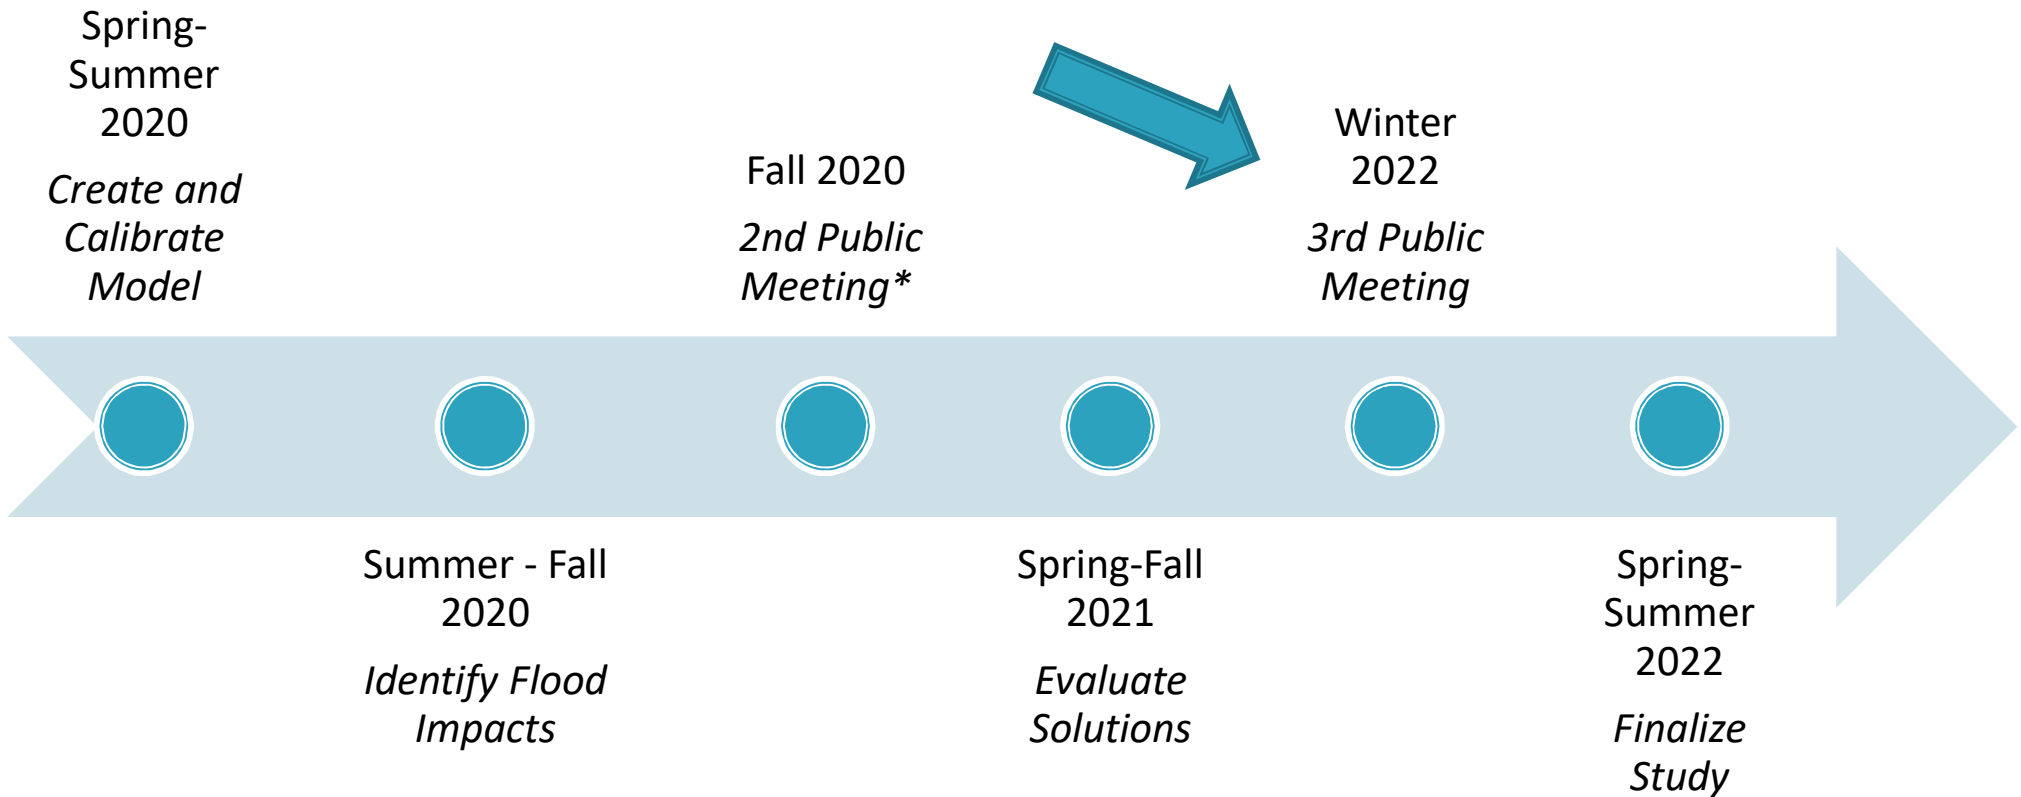 Spring-
Summer
2020
Create and
Calibrate
Model
Summer - Fall
2020
Identify Flood
Impacts
Fall 2020
2nd Public
Meeting*
Spring-Fall
2021
Evaluate
Solutions
Winter
2022
3rd Public
Meeting
Spring-
Summer
2022
Finalize
Study